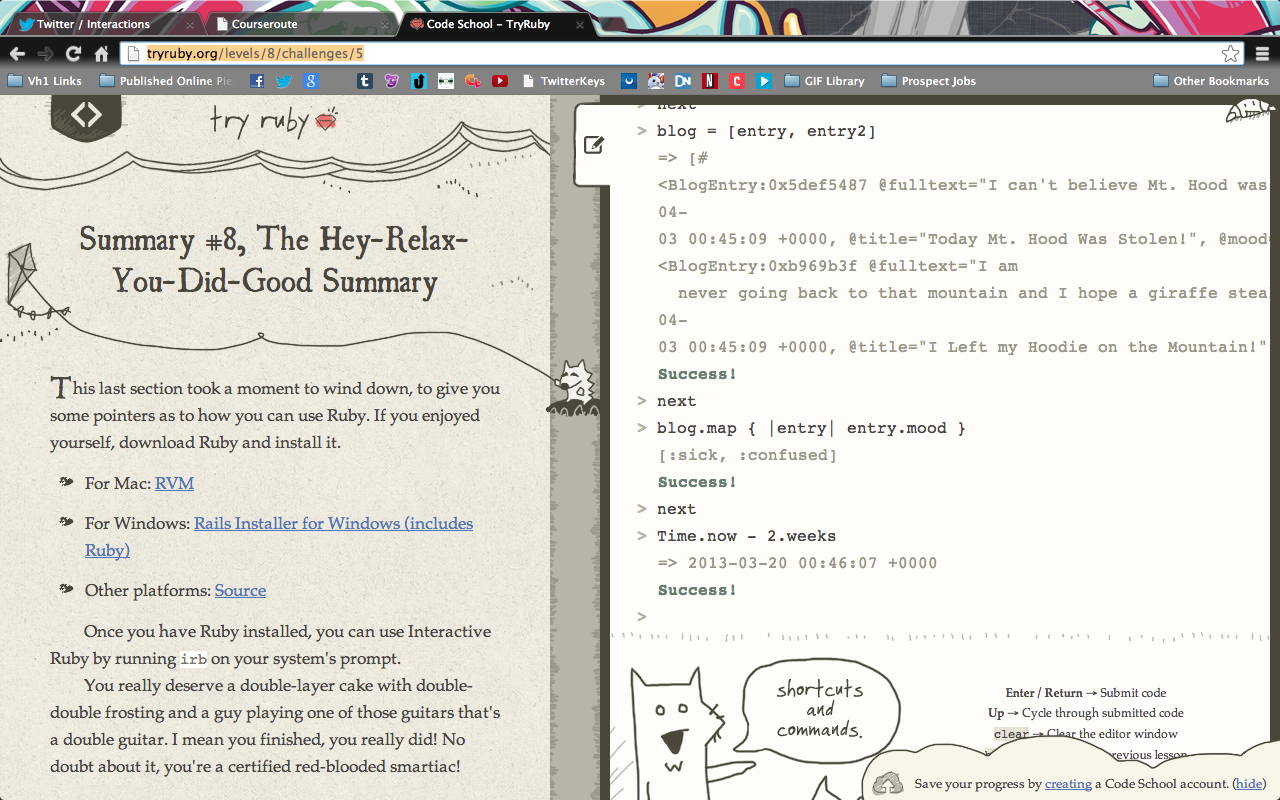 Twitter / Interactions
Courseroute
Code School - TryRuby
tryruby.org/levels/8/challenges/5
Vh1 Links
Published Online Pie
TwitterKeys
GIF Library
Prospect Jobs
Other Bookmarks
try ruby
Summary #8, The Hey-Relax-
You-Did-Good Summary
This last section took a moment to wind down, to give you
some pointers as to how you can use Ruby. If you enjoyed
yourself, download Ruby and install it.
For Mac: RVM
For Windows: Rails Installer for Windows (includes
Ruby)
Other platforms: Source
Once you have Ruby installed, you can use Interactive
Ruby by running irb on your system's prompt.
You really deserve a double-layer cake with double-
double frosting and a guy playing one of those guitars that's
a double guitar. I mean you finished, you really did! No
doubt about it, you're a certified red-blooded smartiac!
> next
> blog = [entry, entry2]
=> [#
<BlogEntry:0x5def5487 @fulltext="I can't believe Mt. Hood was
04-
03 00:45:09 +0000, @title="Today Mt. Hood Was Stolen!", @mood=
<BlogEntry:0xb969b3f @fulltext="I am
never going back to that mountain and I hope a giraffe stea
04-
03 00:45:09 +0000, @title="I Left my Hoodie on the Mountain!"
Success!
> next
> blog.map { |entry| entry.mood }
[:sick, :confused]
Success!
> next
> Time.now - 2.weeks
=> 2013-03-20 00:46:07 +0000
Success!
>
shortcuts
and
commands.
Enter / Return → Submit code
Up → Cycle through submitted code
clear → Clear the editor window
revious lesson
Save your progress by creating a Code School account. (hide)